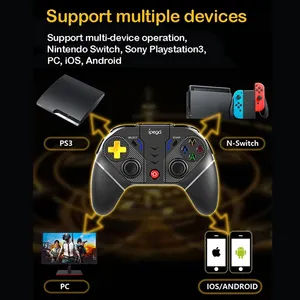 Support multiple devices
Support multi-device operation,
Nintendo Switch, Sony Playstation3,
PC, iOS, Android
ipega
PS3
N-Switch
PC
IOS/ANDROID